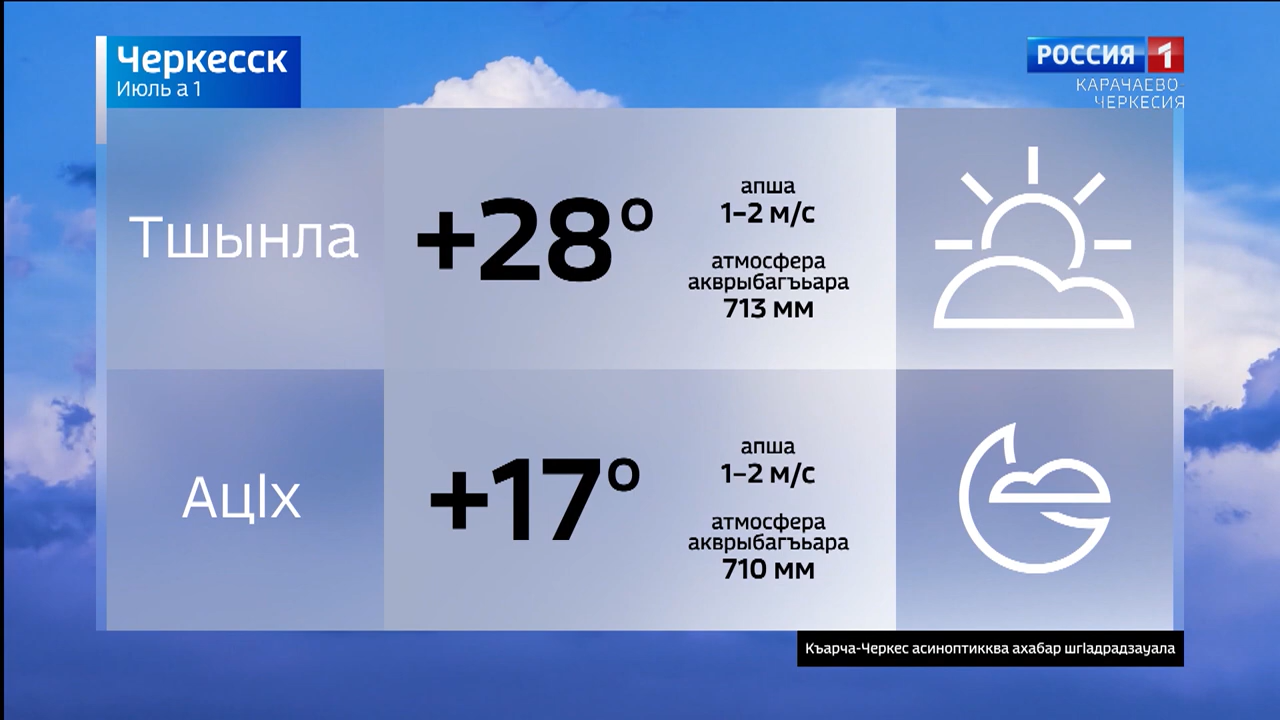 Черкесск
Июль а 1
РОССИЯ 1
КАРАЧАЕВО-
ЧЕРКЕСИЯ
Тшынла
+28°
апша
1–2 м/с
атмосфера
акврыбагъьара
713 мм
АцӀх
+17°
апша
1–2 м/с
атмосфера
акврыбагъьара
710 мм
Къарча-Черкес асиноптикква ахабар шгӀадрадзауала